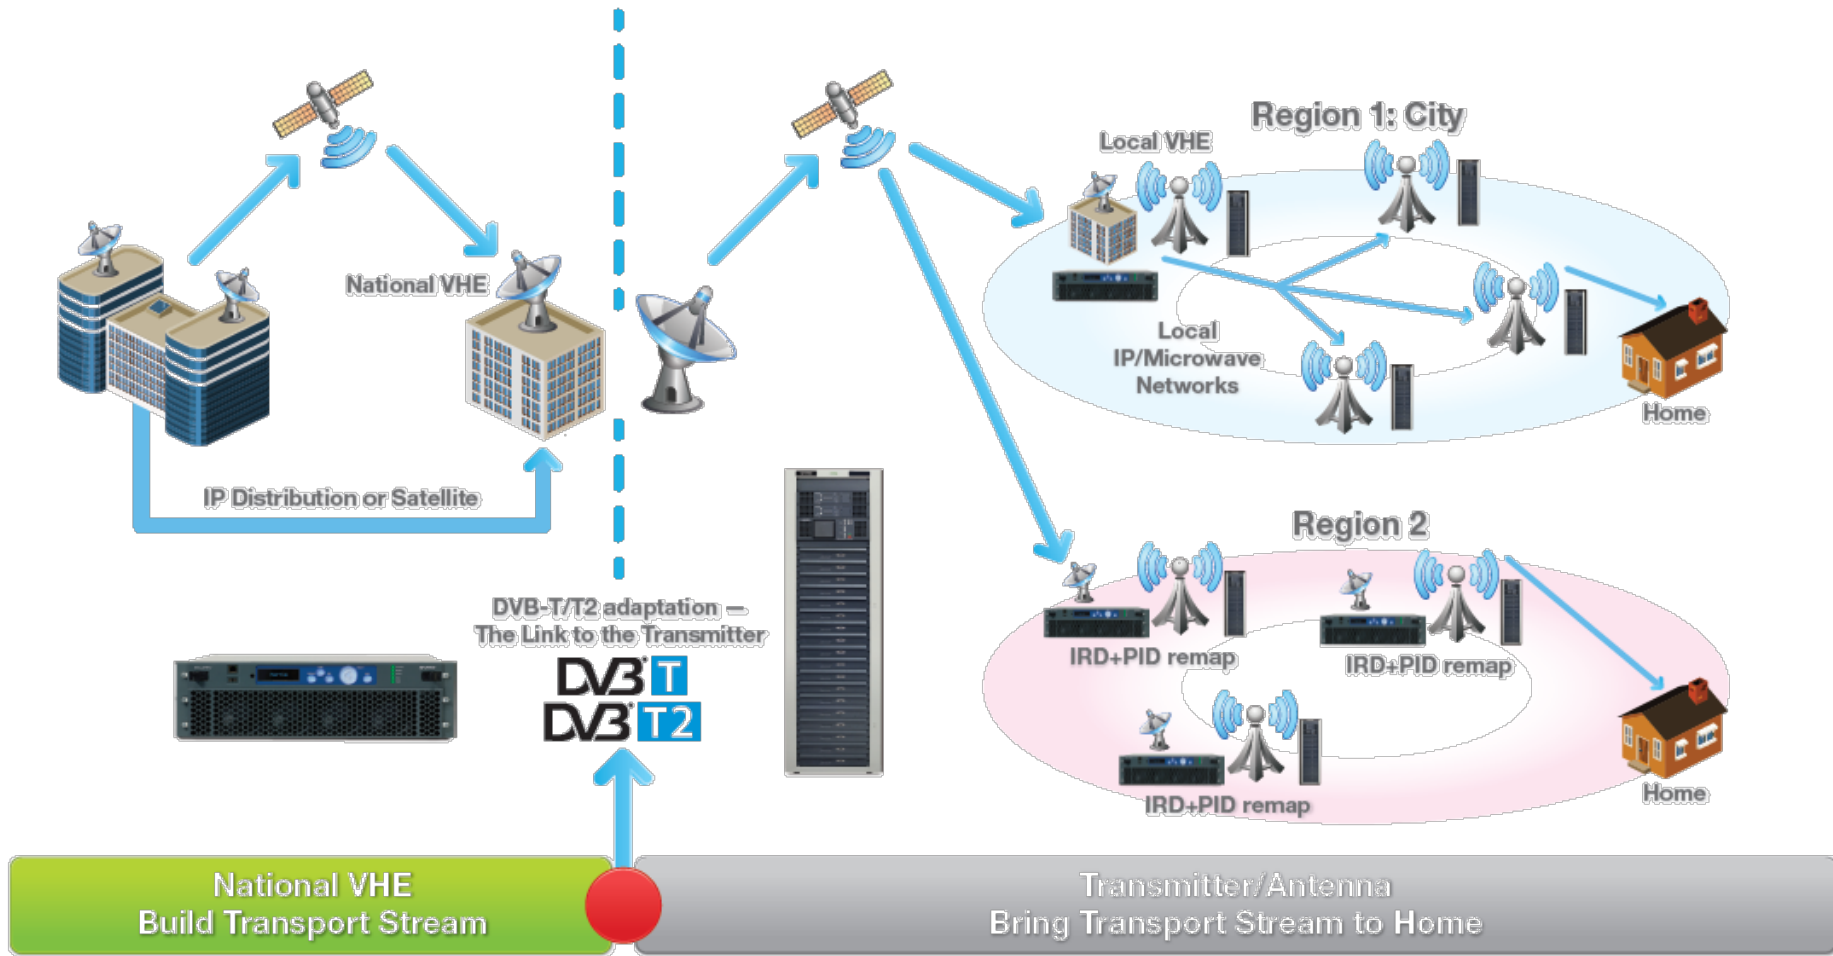 Region 1: City
Local VHE
National VHE
Local
IP/Microwave
Networks
Home
IP Distribution or Satellite
Region 2
DVB-T/T2 adaptation —
The Link to the Transmitter
DVB T
DVB T2
IRD+PID remap
IRD+PID remap
IRD+PID remap
Home
National VHE
Build Transport Stream
Transmitter/Antenna
Bring Transport Stream to Home